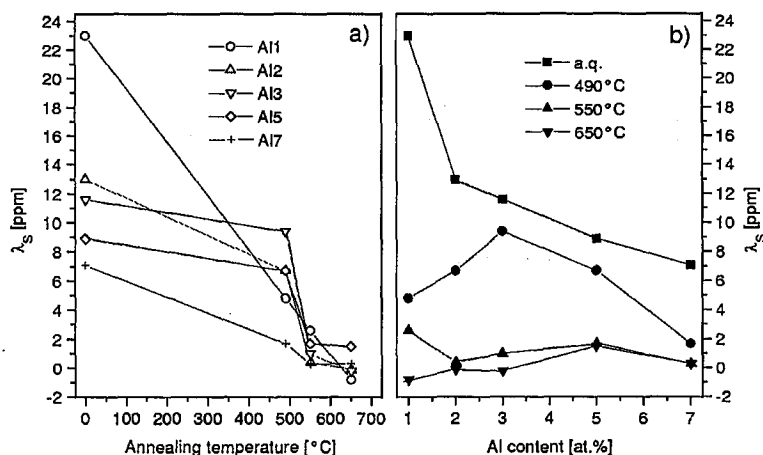 a)
Al1
Al2
Al3
Al5
Al7
24
22
20
18
16
14
12
10
8
6
4
2
0
-2
λS [ppm]
0 100 200 300 400 500 600 700
Annealing temperature [°C]
b)
a.q.
490°C
550°C
650°C
1 2 3 4 5 6 7
Al content [at.%]
24
22
20
18
16
14
12
10
8
6
4
2
0
-2
λS [ppm]